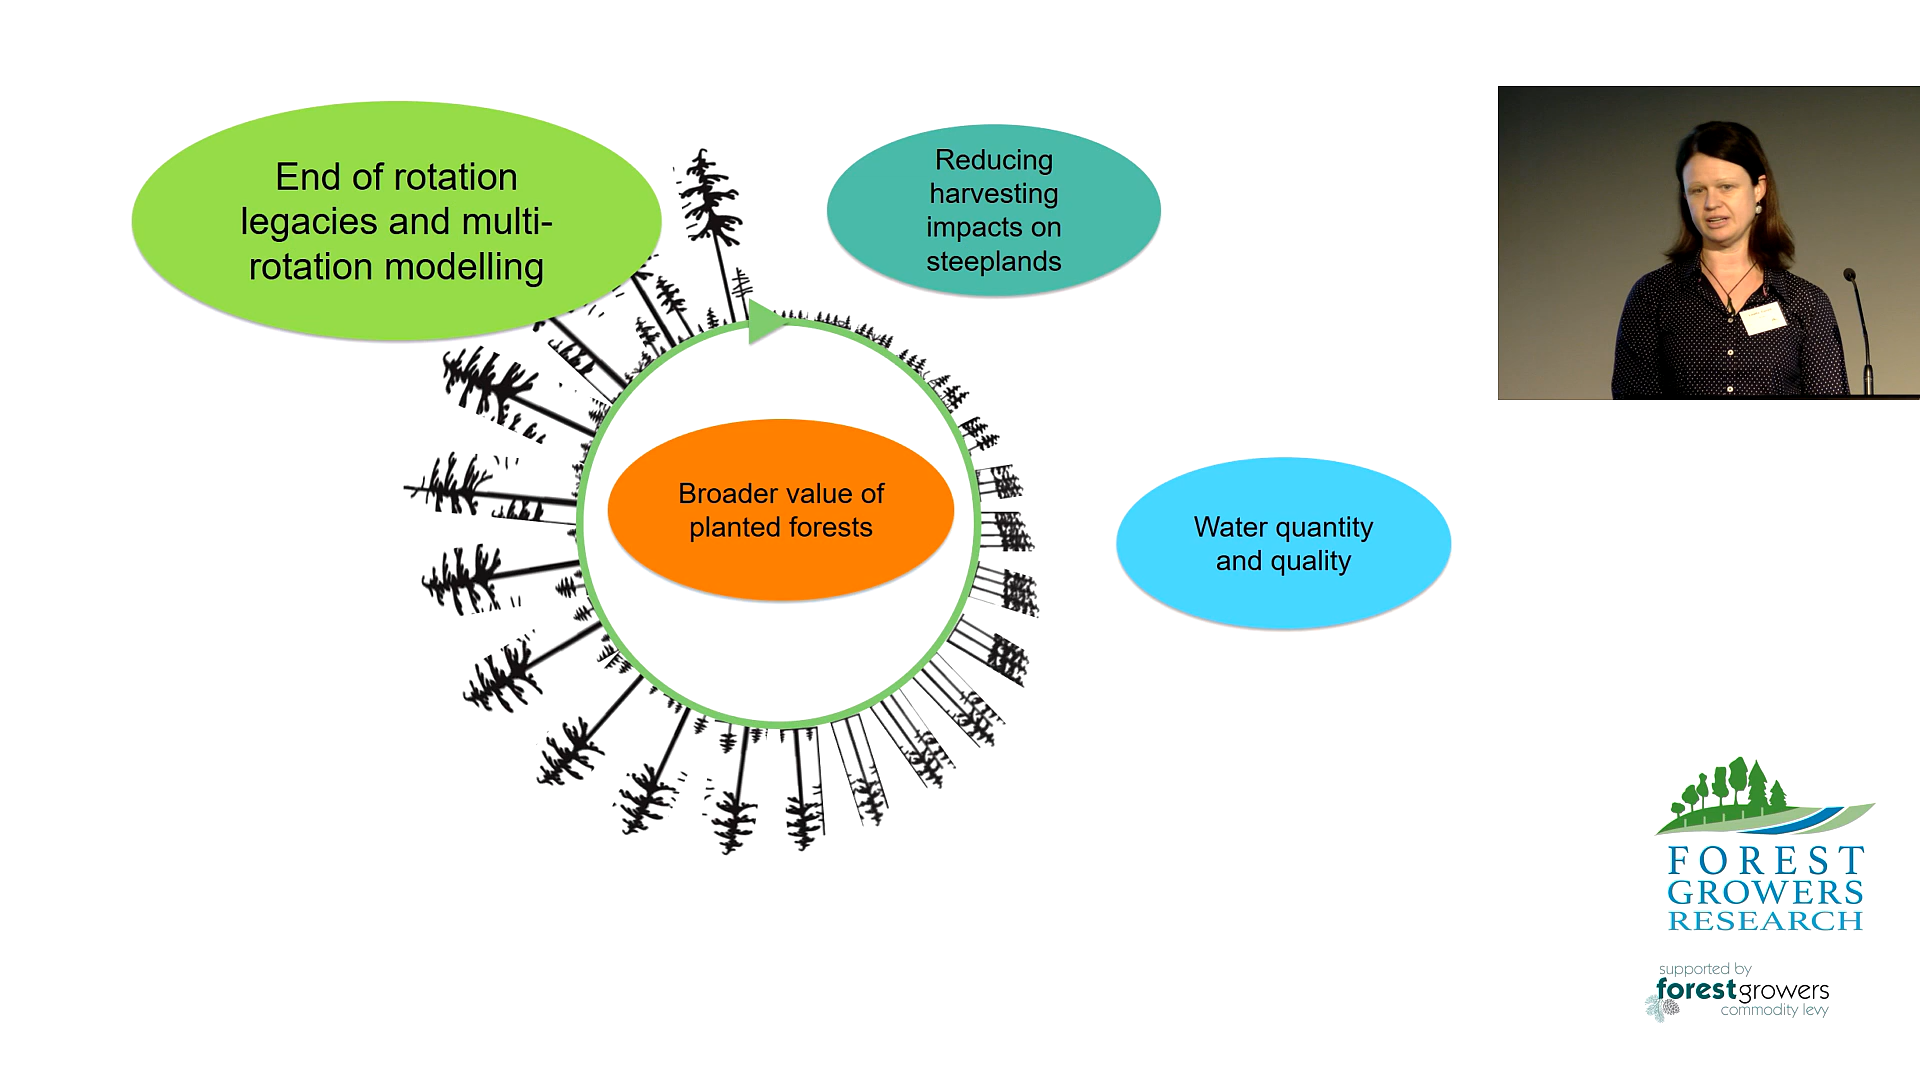 End of rotation
legacies and multi-
rotation modelling
Reducing
harvesting
impacts on
steeplands
Broader value of
planted forests
Water quantity
and quality
FOREST
GROWERS
RESEARCH
supported by
forestgrowers
commodity levy